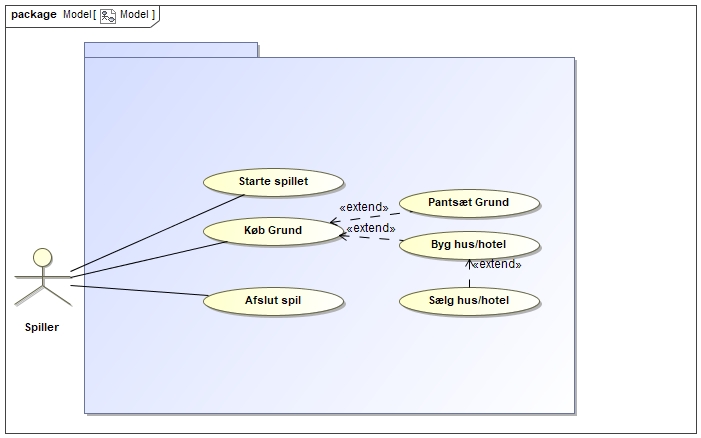 package Model [ Model ]
Starte spillet
Pantsæt Grund
«extend»
Køb Grund
«extend»
Byg hus/hotel
«extend»
Afslut spil
Sælg hus/hotel
Spiller